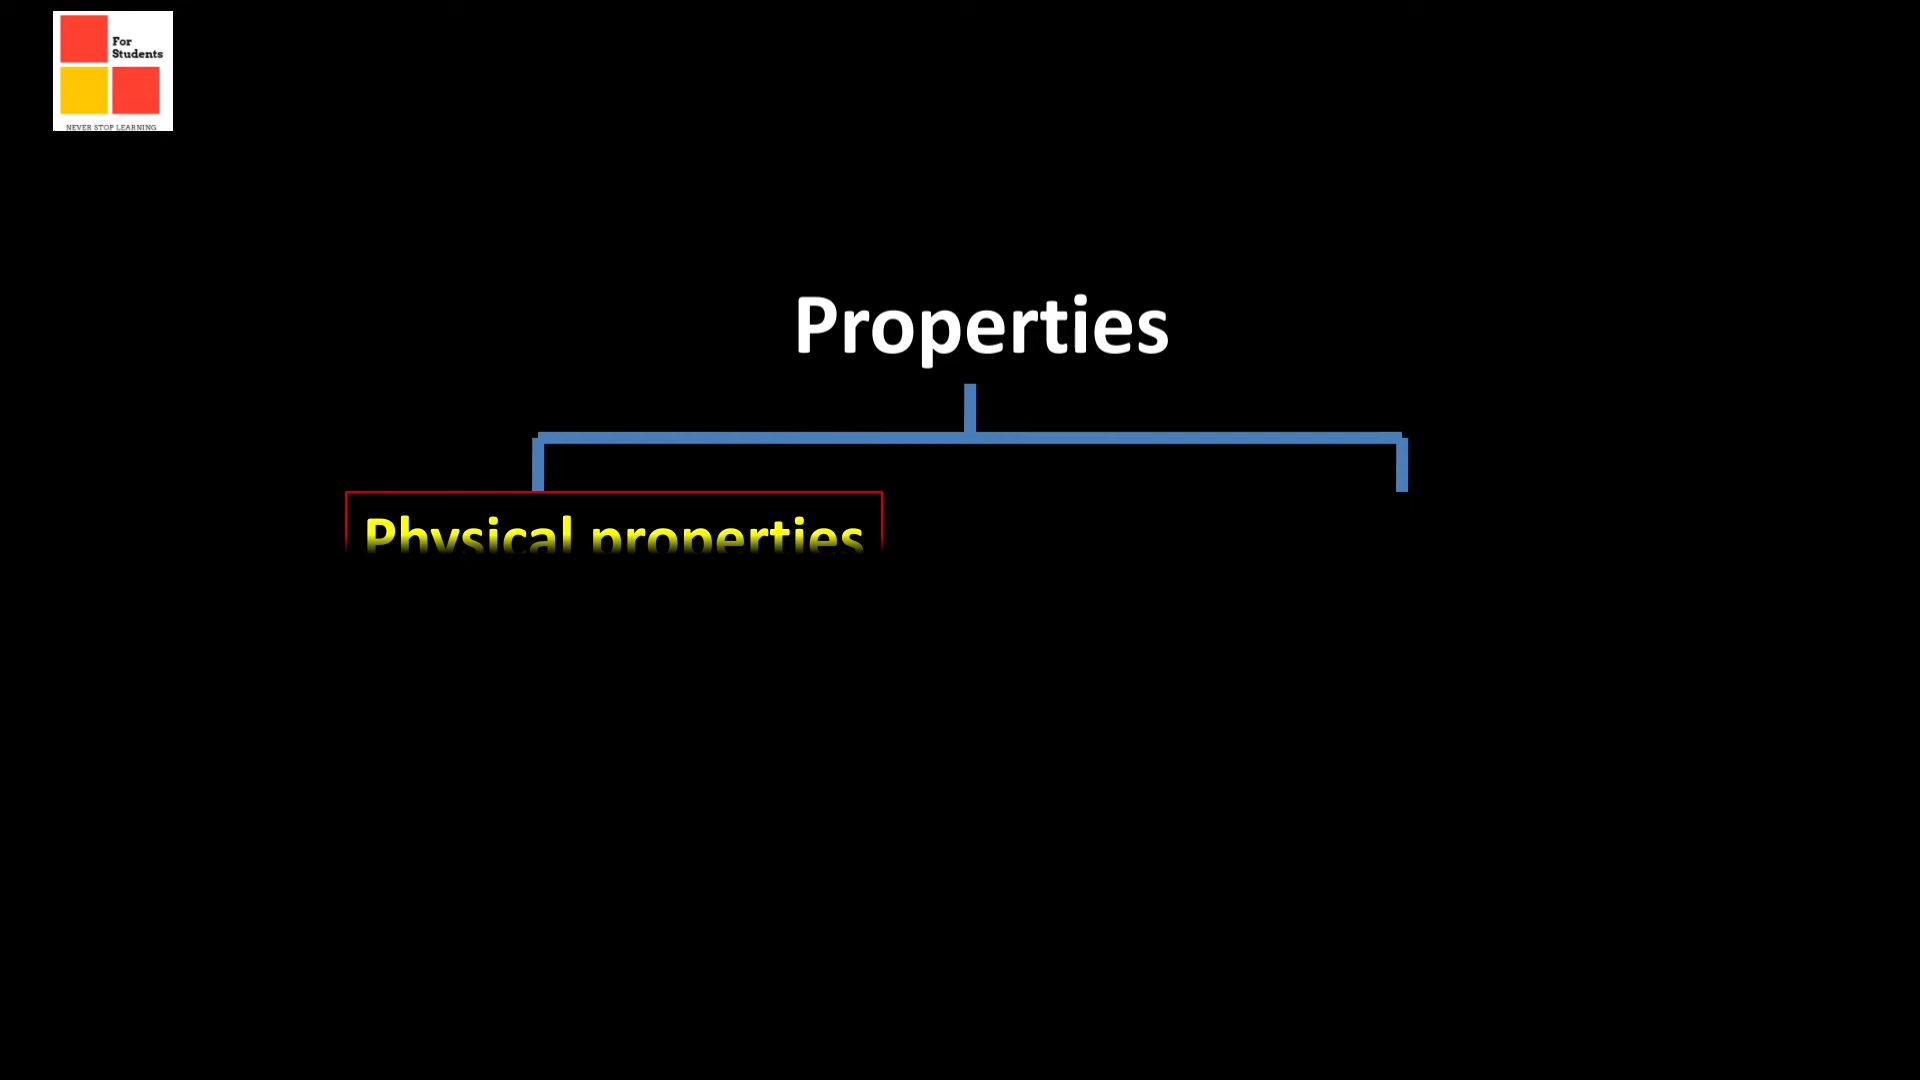 For
Students
NEVER STOP LEARNING
Properties
Physical properties